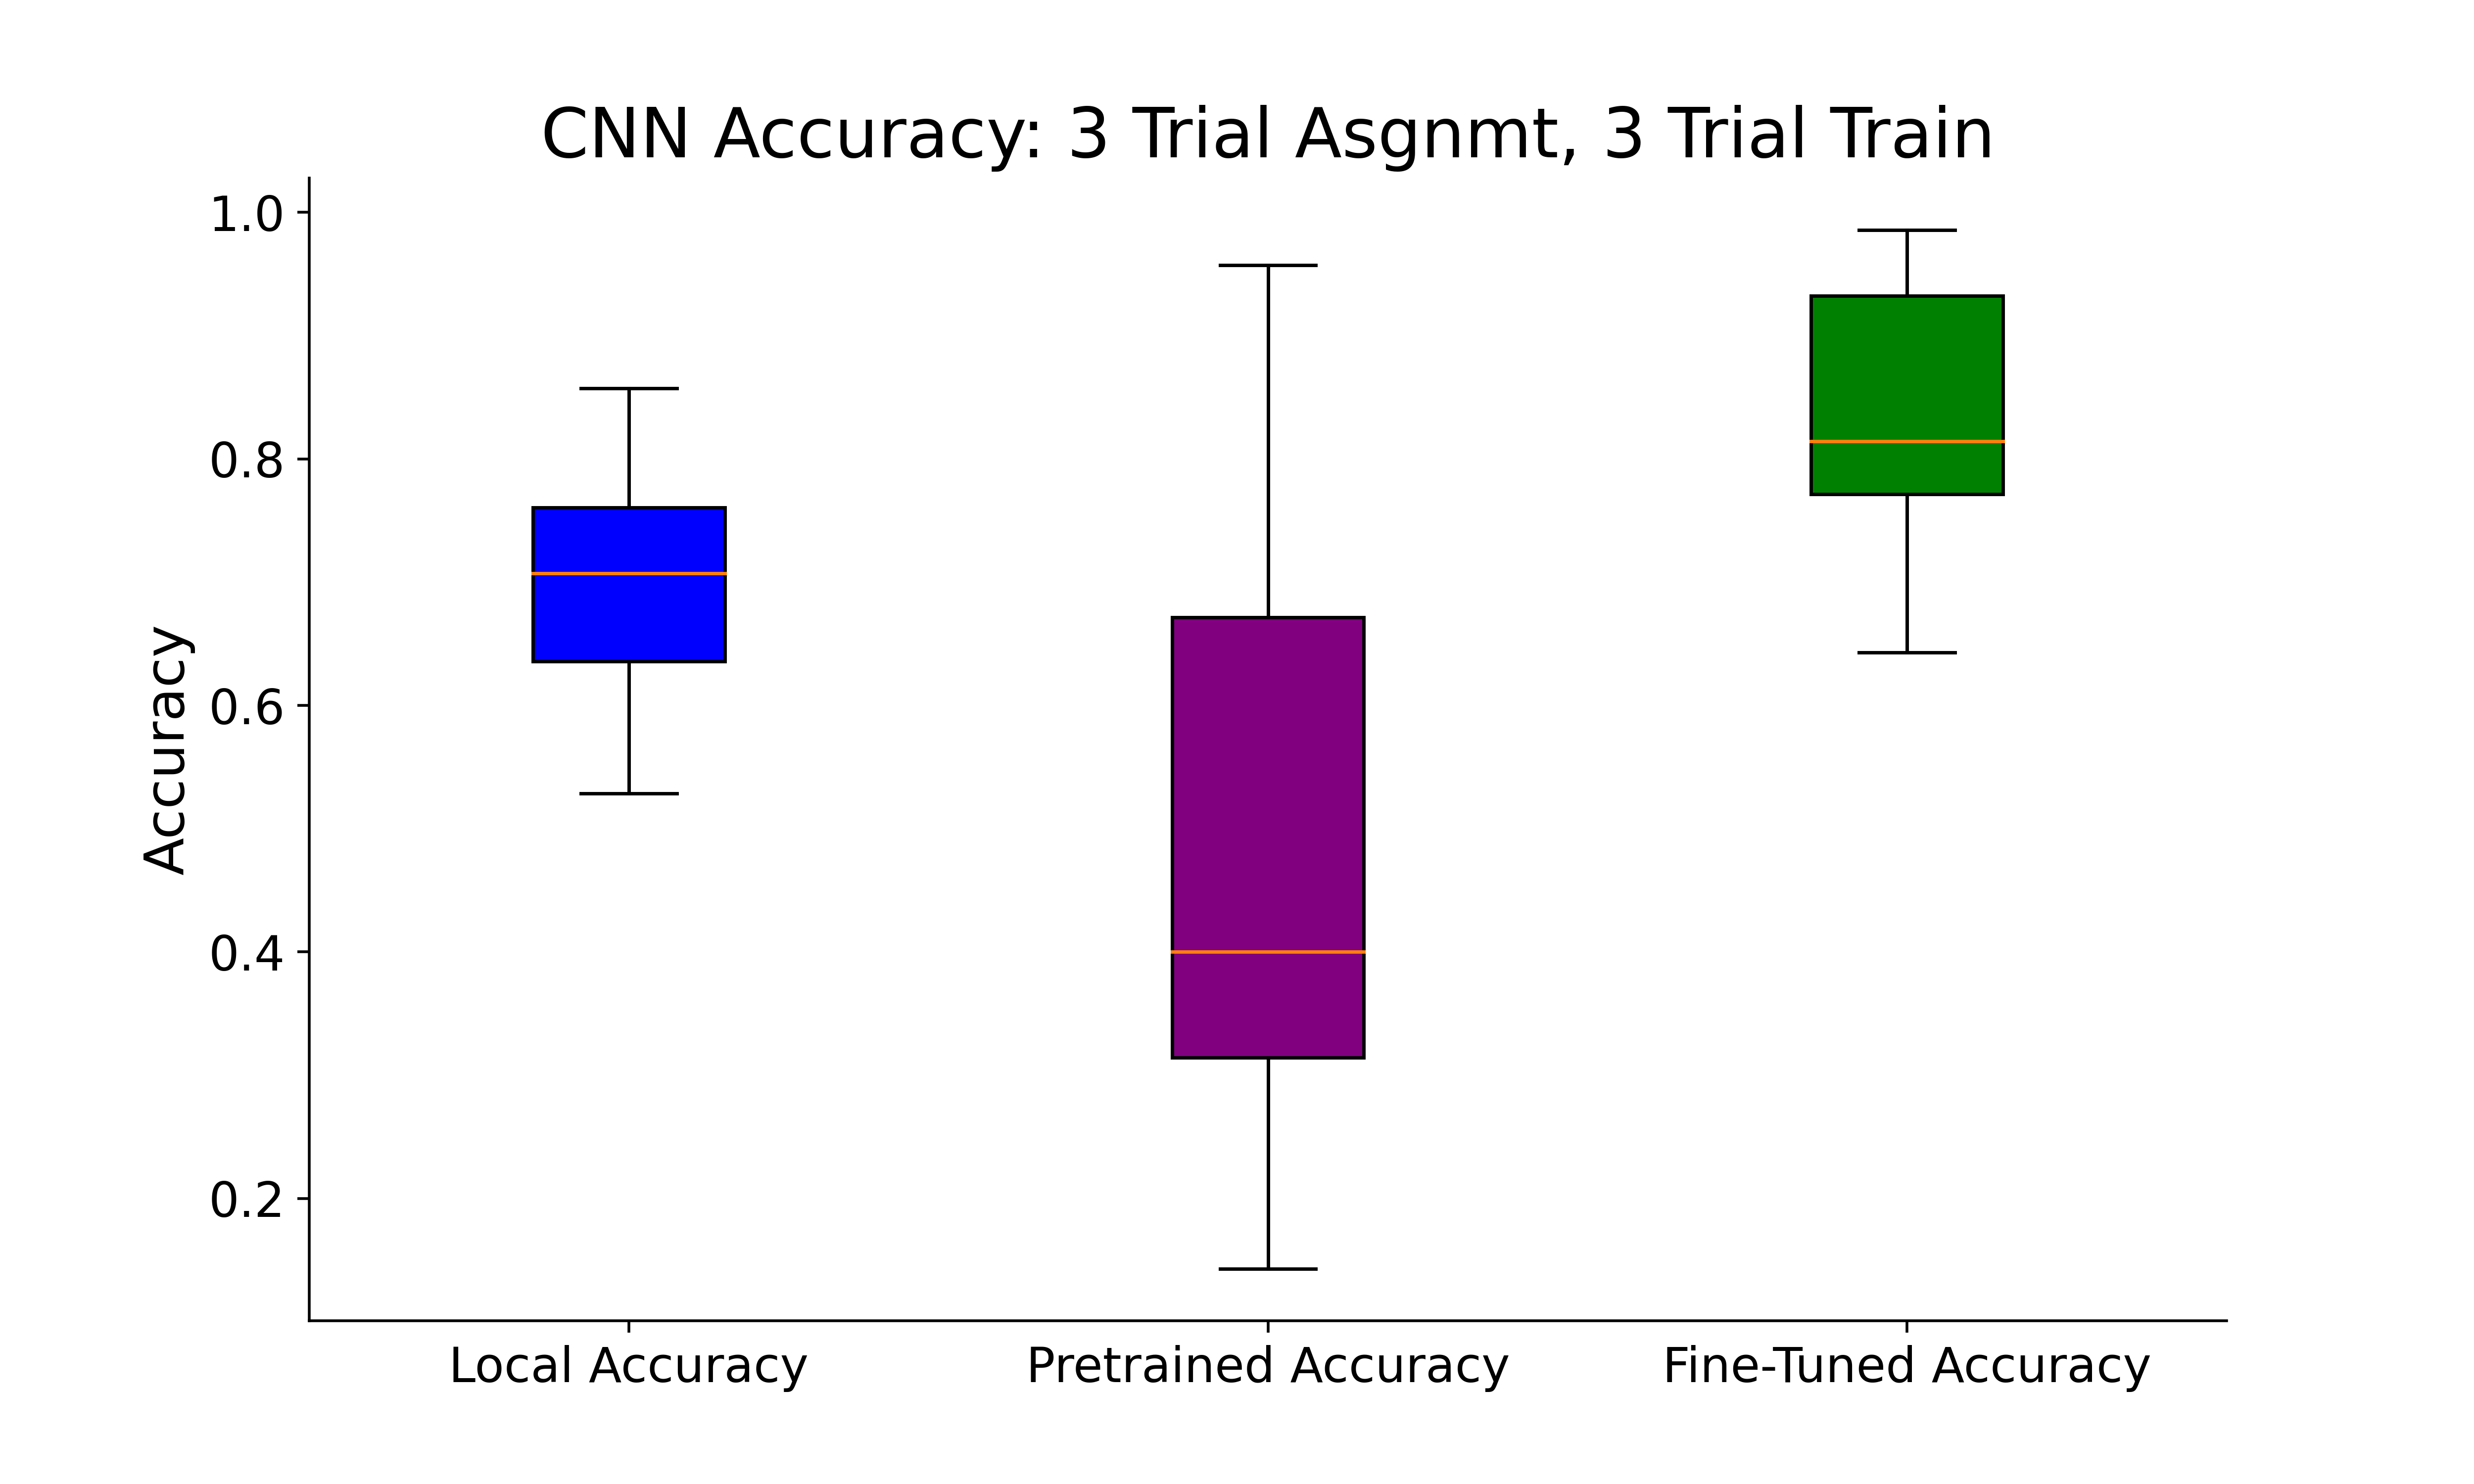 CNN Accuracy: 3 Trial Asgnmt, 3 Trial Train
1.0
0.8
0.6
0.4
0.2
Accuracy
Local Accuracy
Pretrained Accuracy
Fine-Tuned Accuracy